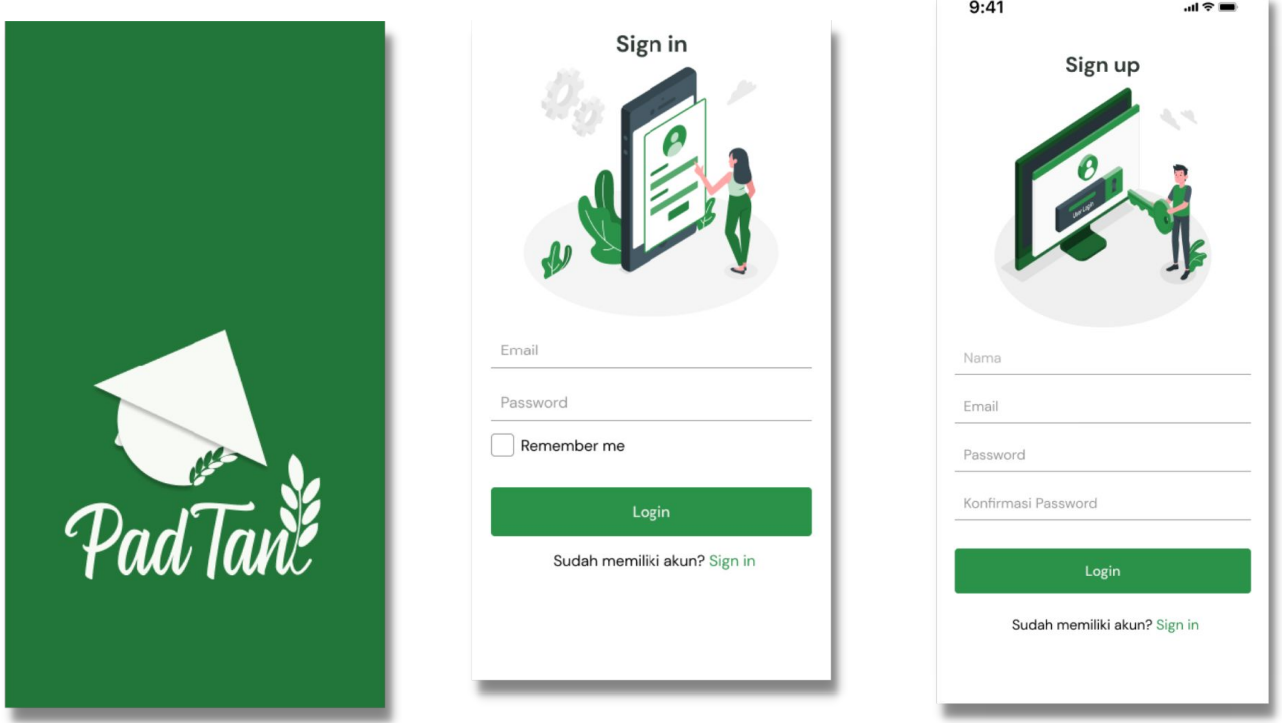 PadTani
Sign in
Email
Password
Remember me
Login
Sudah memiliki akun? Sign in
9:41
Sign up
User Login
Nama
Email
Password
Konfirmasi Password
Login
Sudah memiliki akun? Sign in